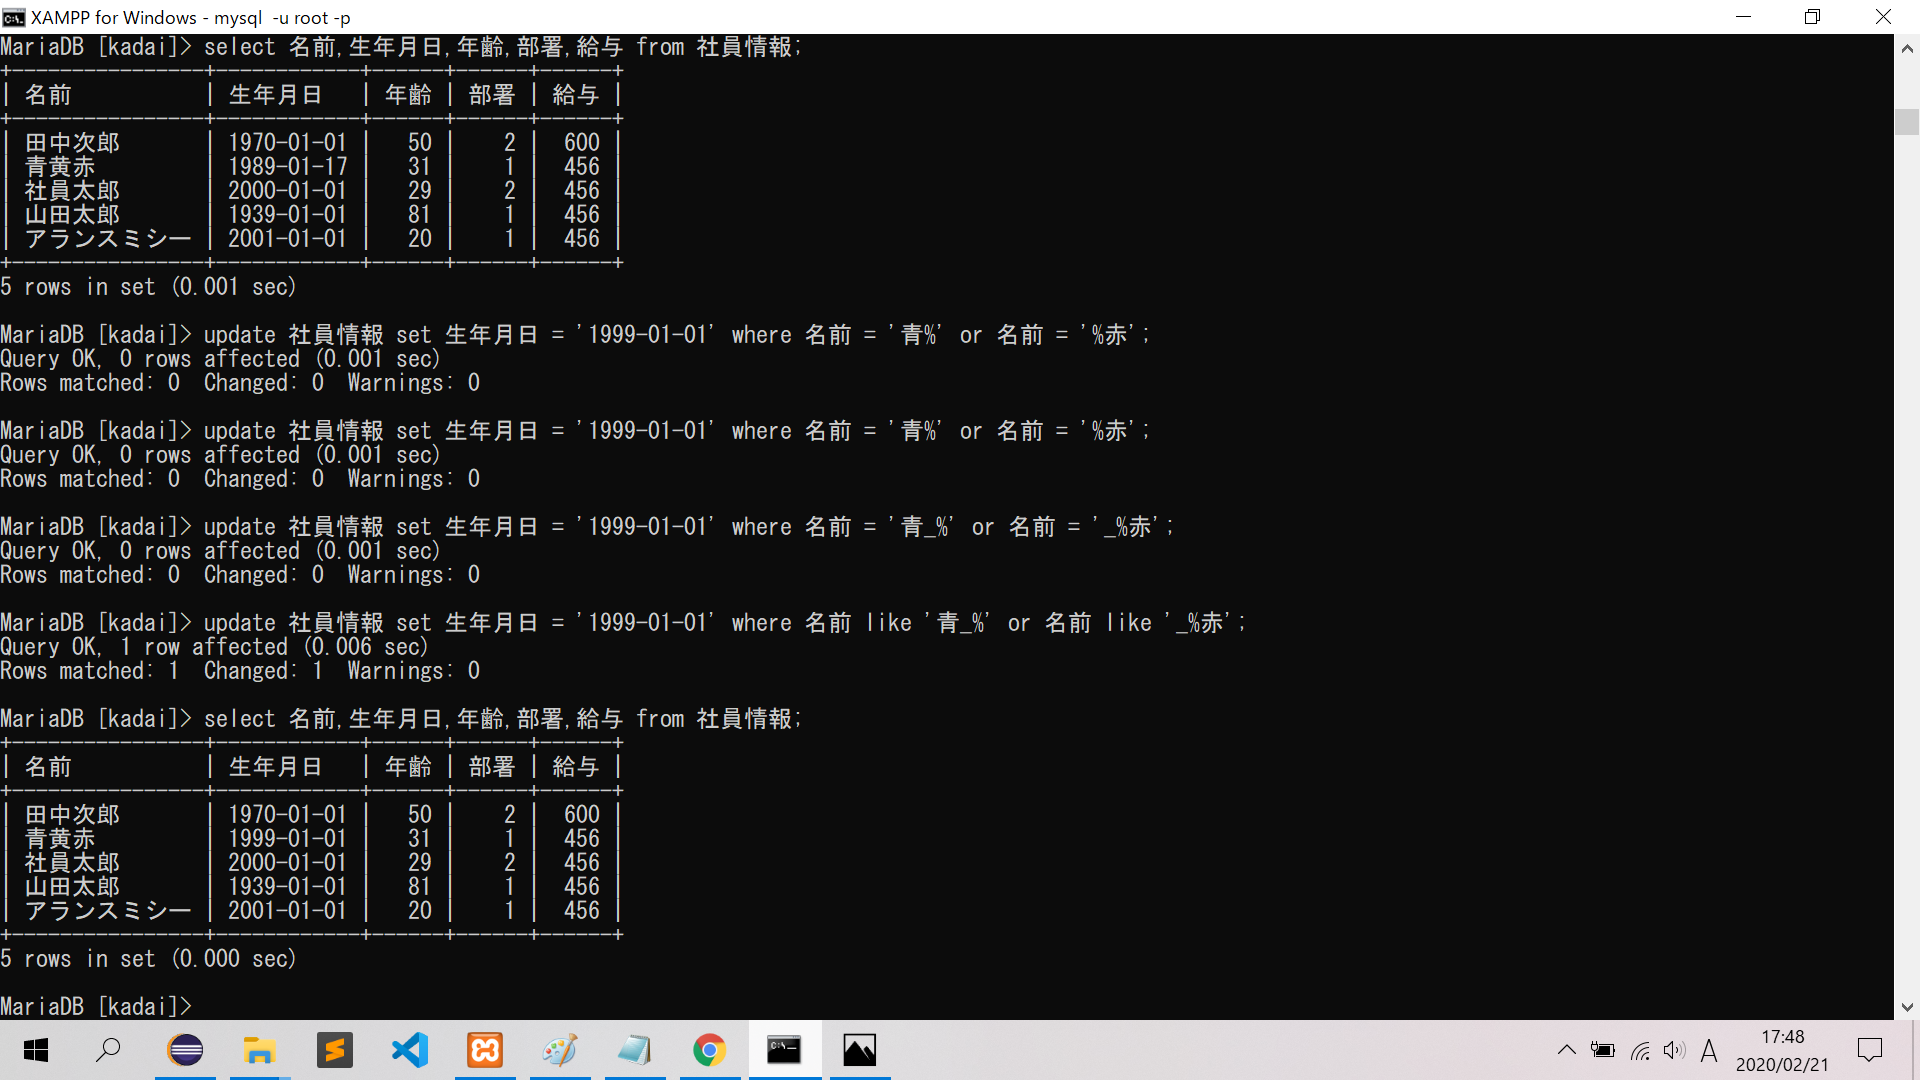 XAMPP for Windows - mysql  -u root -p
MariaDB [kadai]> select 名前,生年月日,年齢,部署,給与 from 社員情報;
+----------------+------------+------+------+------+
| 名前           | 生年月日   | 年齢 | 部署 | 給与 |
+----------------+------------+------+------+------+
| 田中次郎       | 1970-01-01 |   50 |    2 |  600 |
| 青黄赤         | 1989-01-17 |   31 |    1 |  456 |
| 社員太郎       | 2000-01-01 |   29 |    2 |  456 |
| 山田太郎       | 1939-01-01 |   81 |    1 |  456 |
| アランスミシー | 2001-01-01 |   20 |    1 |  456 |
+----------------+------------+------+------+------+
5 rows in set (0.001 sec)
MariaDB [kadai]> update 社員情報 set 生年月日 = '1999-01-01' where 名前 = '青%' or 名前 = '%赤';
Query OK, 0 rows affected (0.001 sec)
Rows matched: 0  Changed: 0  Warnings: 0
MariaDB [kadai]> update 社員情報 set 生年月日 = '1999-01-01' where 名前 = '青%' or 名前 = '%赤';
Query OK, 0 rows affected (0.001 sec)
Rows matched: 0  Changed: 0  Warnings: 0
MariaDB [kadai]> update 社員情報 set 生年月日 = '1999-01-01' where 名前 = '青_%' or 名前 = '_%赤';
Query OK, 0 rows affected (0.001 sec)
Rows matched: 0  Changed: 0  Warnings: 0
MariaDB [kadai]> update 社員情報 set 生年月日 = '1999-01-01' where 名前 like '青_%' or 名前 like '_%赤';
Query OK, 1 row affected (0.006 sec)
Rows matched: 1  Changed: 1  Warnings: 0
MariaDB [kadai]> select 名前,生年月日,年齢,部署,給与 from 社員情報;
+----------------+------------+------+------+------+
| 名前           | 生年月日   | 年齢 | 部署 | 給与 |
+----------------+------------+------+------+------+
| 田中次郎       | 1970-01-01 |   50 |    2 |  600 |
| 青黄赤         | 1999-01-01 |   31 |    1 |  456 |
| 社員太郎       | 2000-01-01 |   29 |    2 |  456 |
| 山田太郎       | 1939-01-01 |   81 |    1 |  456 |
| アランスミシー | 2001-01-01 |   20 |    1 |  456 |
+----------------+------------+------+------+------+
5 rows in set (0.000 sec)
MariaDB [kadai]>
A
17:48
2020/02/21